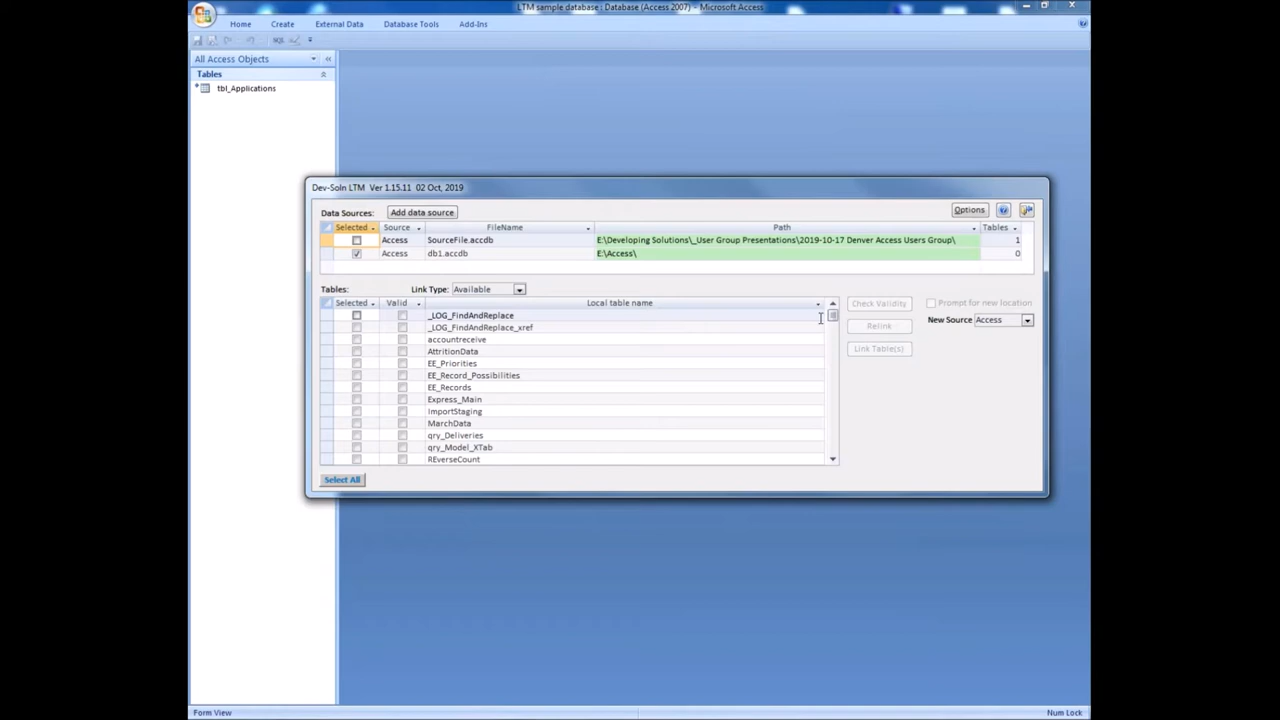 LTM sample database : Database (Access 2007) - Microsoft Access
Home Create External Data Database Tools Add-Ins
SQL
All Access Objects
Tables
tbl_Applications
Dev-Soln LTM Ver 1.15.11 02 Oct, 2019
Data Sources: Add data source Options
Selected Source FileName Path Tables
Access SourceFile.accdb E:\Developing Solutions\_User Group Presentations\2019-10-17 Denver Access Users Group\ 1
Access db1.accdb E:\Access\ 0
Tables: Link Type: Available
Selected Valid Local table name Check Validity Prompt for new location
_LOG_FindAndReplace New Source Access
_LOG_FindAndReplace_xref Relink
accountreceive
AttritionData Link Table(s)
EE_Priorities
EE_Record_Possibilities
EE_Records
Express_Main
ImportStaging
MarchData
qry_Deliveries
qry_Model_XTab
REverseCount
Select All
Form View Num Lock